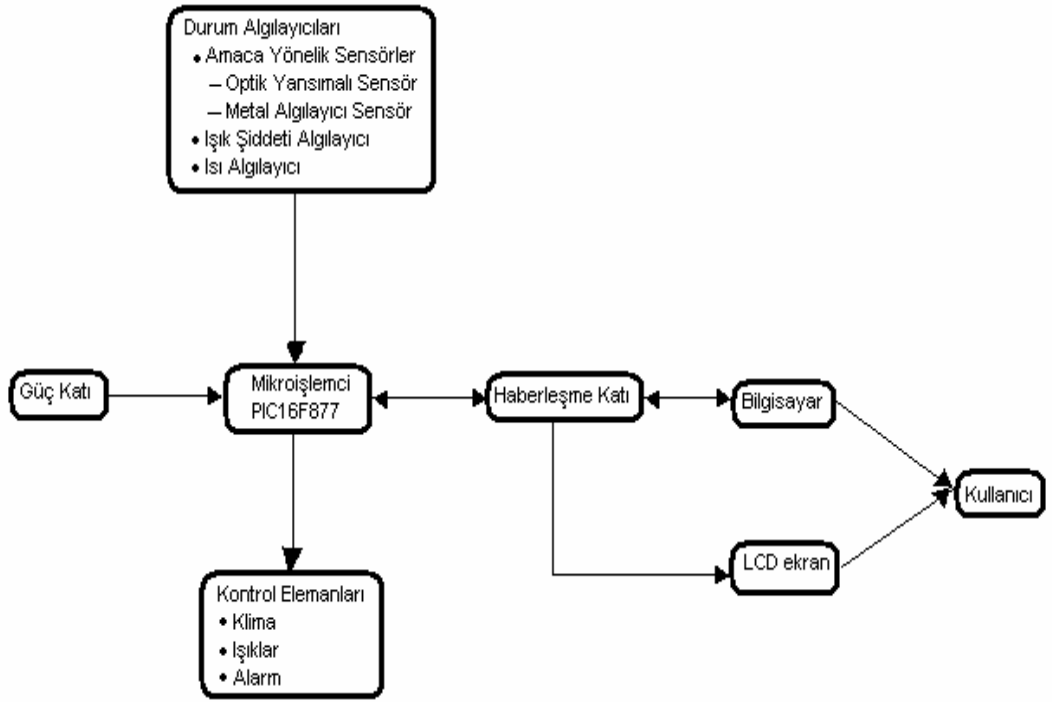 Durum Algılayıcıları
• Amaca Yönelik Sensörler
– Optik Yansımalı Sensör
– Metal Algılayıcı Sensör
• Işık Şiddeti Algılayıcı
• Isı Algılayıcı
Güç Katı
Mikroişlemci
PIC16F877
Haberleşme Katı
Bilgisayar
Kullanıcı
LCD ekran
Kontrol Elemanları
• Klima
• Işıklar
• Alarm